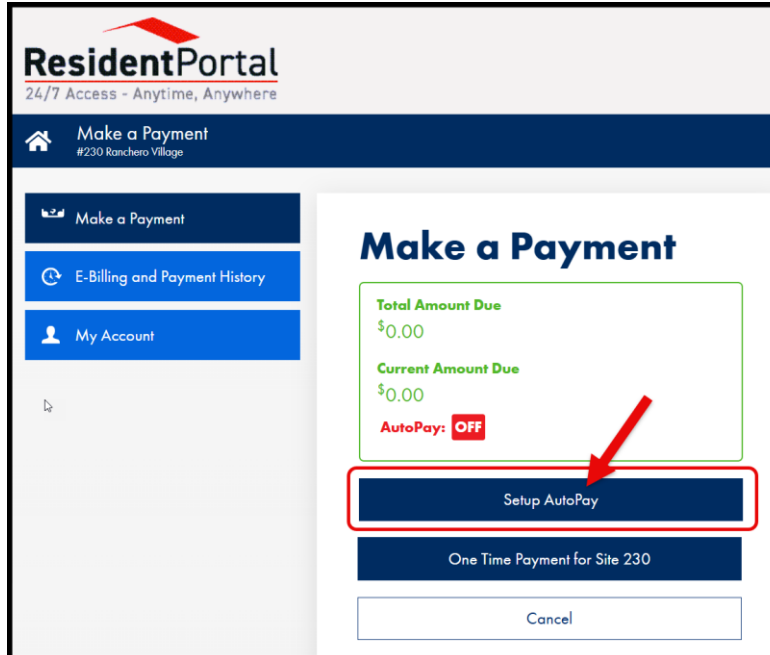 ResidentPortal
24/7 Access - Anytime, Anywhere
Make a Payment
#230 Ranchero Village
Make a Payment
E-Billing and Payment History
My Account
Make a Payment
Total Amount Due
$0.00
Current Amount Due
$0.00
AutoPay: OFF
Setup AutoPay
One Time Payment for Site 230
Cancel